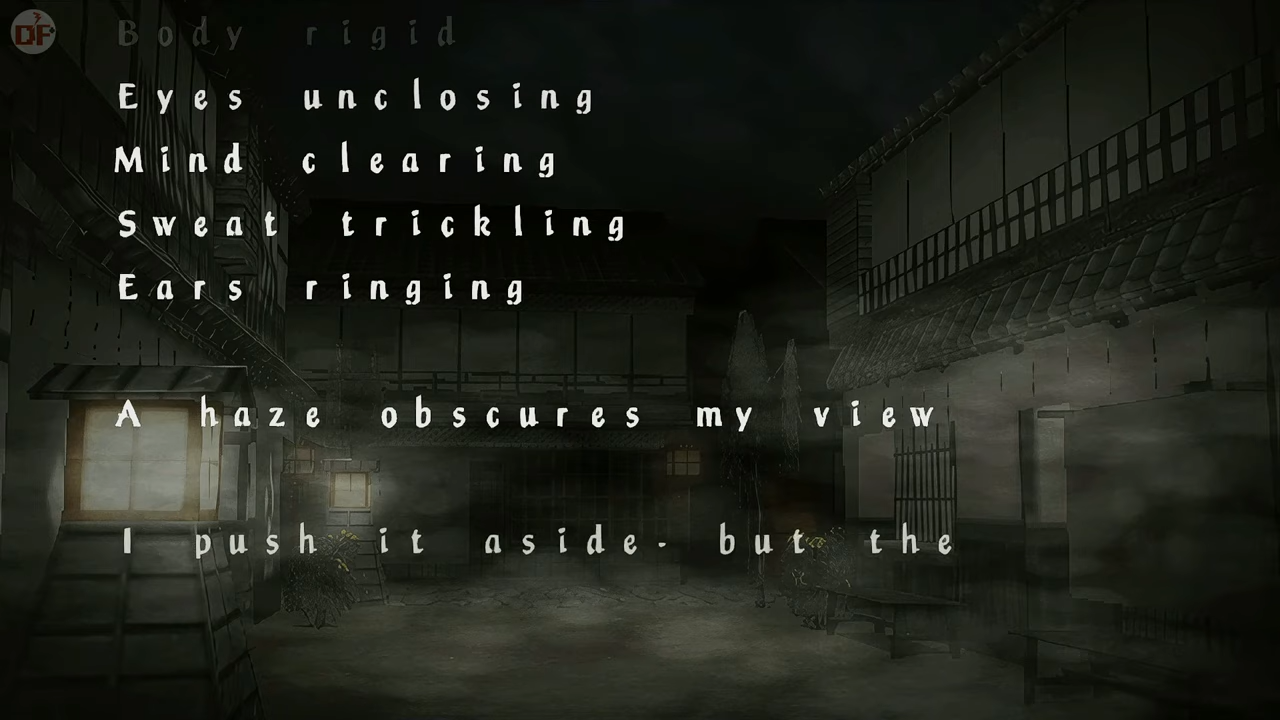 DF
Body rigid
Eyes unclosing
Mind clearing
Sweat trickling
Ears ringing
A haze obscures my view
I push it aside- but the